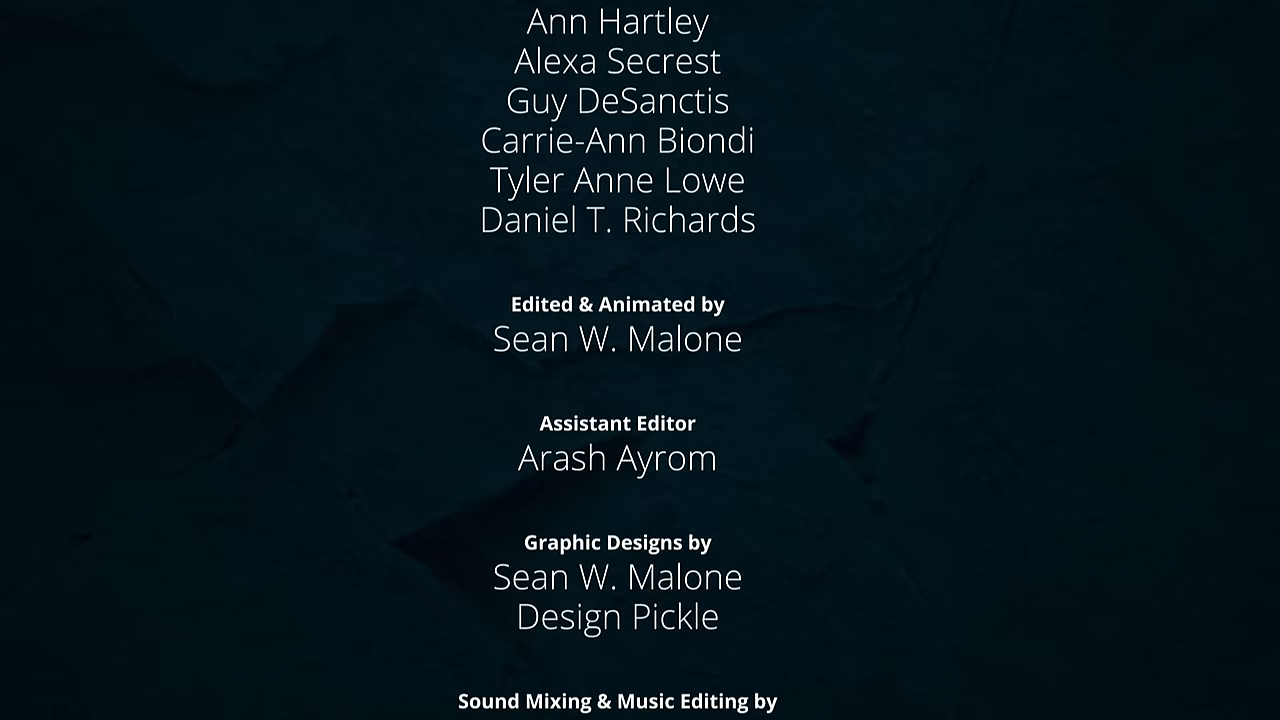 Ann Hartley
Alexa Secrest
Guy DeSanctis
Carrie-Ann Biondi
Tyler Anne Lowe
Daniel T. Richards
Edited & Animated by
Sean W. Malone
Assistant Editor
Arash Ayrom
Graphic Designs by
Sean W. Malone
Design Pickle
Sound Mixing & Music Editing by